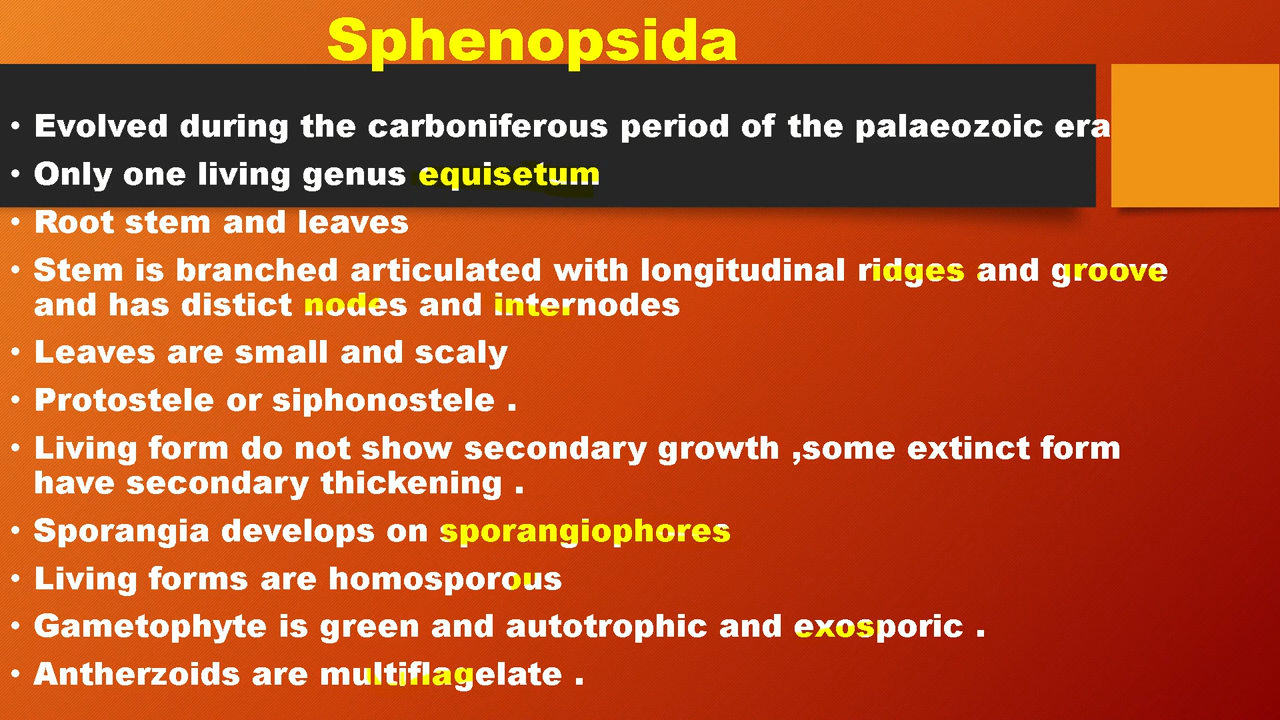 Sphenopsida
• Evolved during the carboniferous period of the palaeozoic era
• Only one living genus equisetum
• Root stem and leaves
• Stem is branched articulated with longitudinal ridges and groove
and has distict nodes and internodes
• Leaves are small and scaly
• Protostele or siphonostele .
• Living form do not show secondary growth ,some extinct form
have secondary thickening .
• Sporangia develops on sporangiophores
• Living forms are homosporous
• Gametophyte is green and autotrophic and exosporic .
• Antherzoids are multiflagelate .